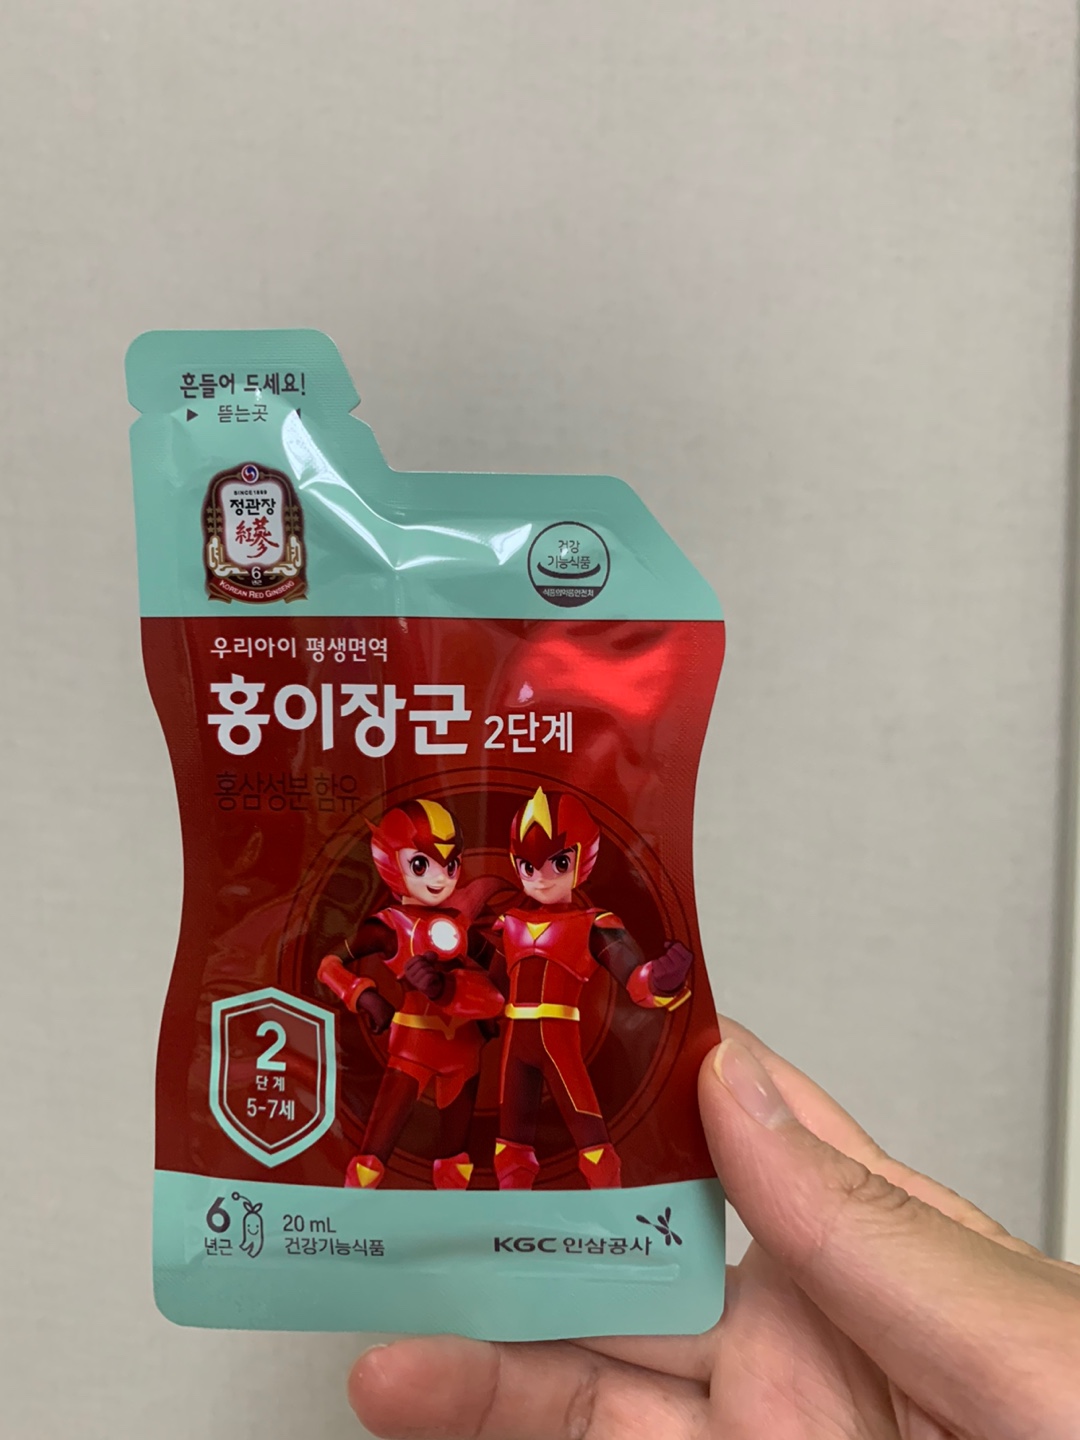 흔들어 드세요!
▶ 뜯는곳 ◀
SINCE 1899
정관장
紅蔘
6
년근
KOREAN RED GINSENG
건강
기능식품
식품의약품안전처
우리아이 평생면역
홍이장군 2단계
홍삼성분 함유
2
단계
5-7세
6
년근
20 mL
건강기능식품
KGC 인삼공사